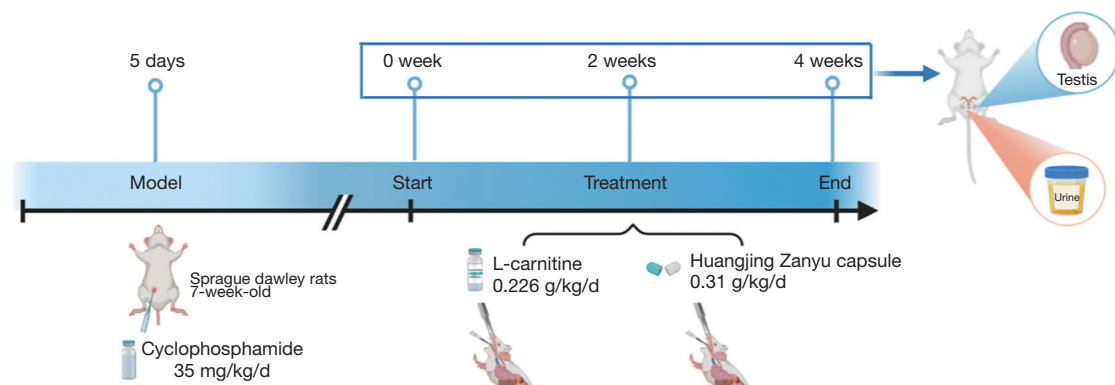 5 days
0 week
2 weeks
4 weeks
Testis
Model
Start
Treatment
End
Urine
Sprague dawley rats
7-week-old
L-carnitine
0.226 g/kg/d
Huangjing Zanyu capsule
0.31 g/kg/d
Cyclophosphamide
35 mg/kg/d